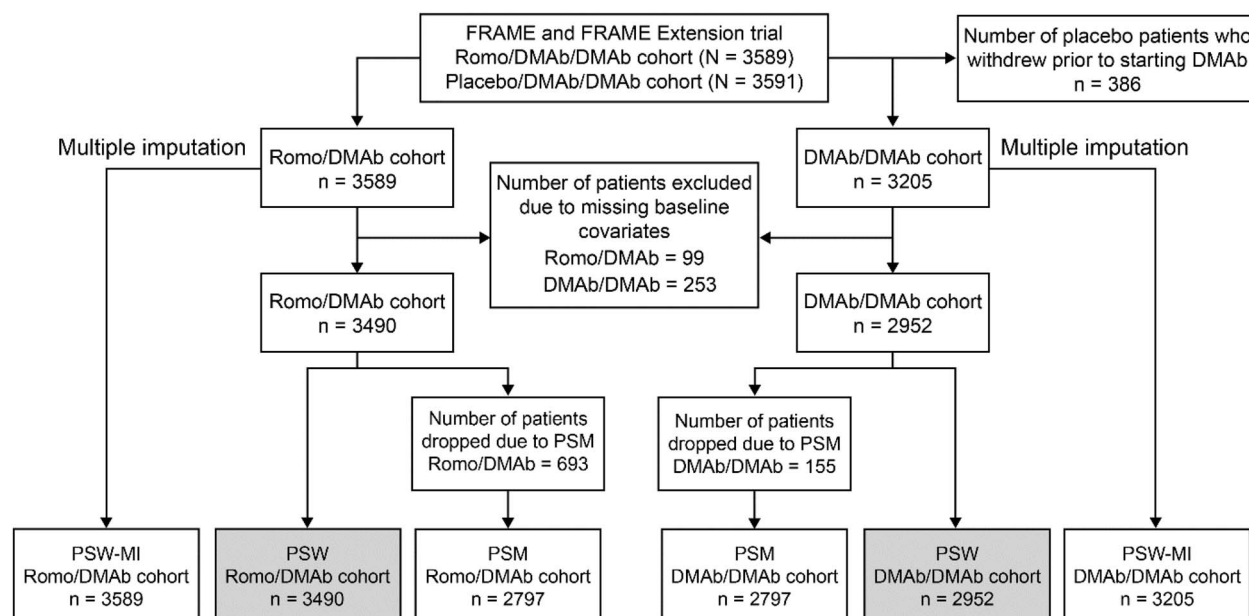 FRAME and FRAME Extension trial
Romo/DMAb/DMAb cohort (N = 3589)
Placebo/DMAb/DMAb cohort (N = 3591)
Number of placebo patients who
withdrew prior to starting DMAb
n = 386
Multiple imputation
Romo/DMAb cohort
n = 3589
DMAb/DMAb cohort
n = 3205
Multiple imputation
Number of patients excluded
due to missing baseline
covariates
Romo/DMAb = 99
DMAb/DMAb = 253
Romo/DMAb cohort
n = 3490
DMAb/DMAb cohort
n = 2952
Number of patients
dropped due to PSM
Romo/DMAb = 693
Number of patients
dropped due to PSM
DMAb/DMAb = 155
PSW-MI
Romo/DMAb cohort
n = 3589
PSW
Romo/DMAb cohort
n = 3490
PSM
Romo/DMAb cohort
n = 2797
PSM
DMAb/DMAb cohort
n = 2797
PSW
DMAb/DMAb cohort
n = 2952
PSW-MI
DMAb/DMAb cohort
n = 3205